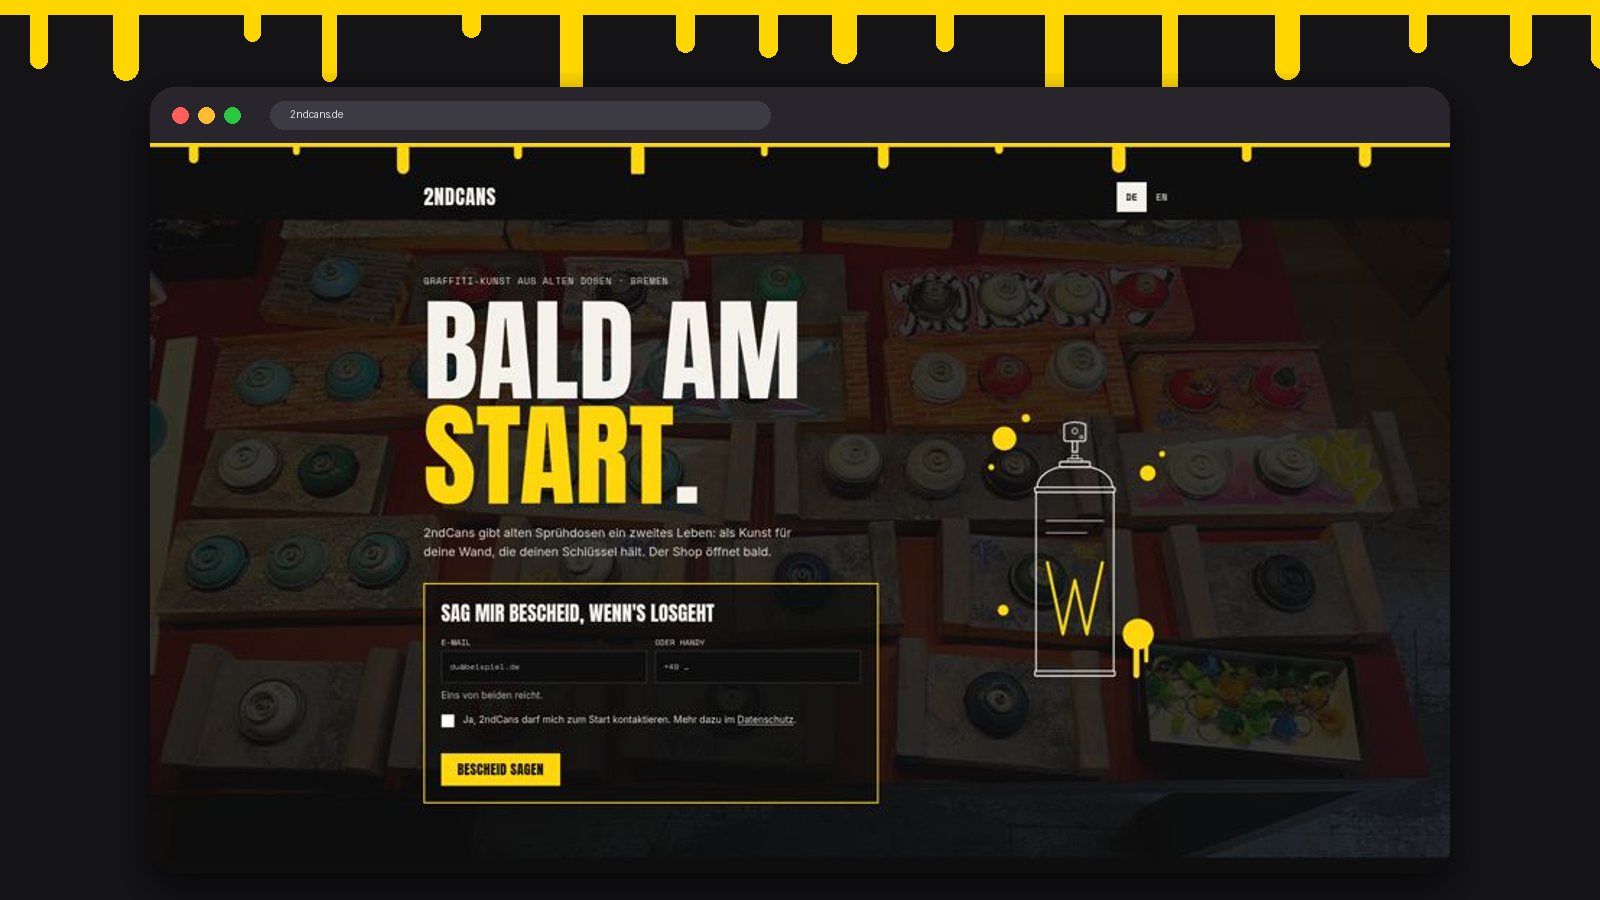 2ndcans.de
2NDCANS
DE EN
GRAFFITI-KUNST AUS ALTEN DOSEN · BREMEN
BALD AM
START.
2ndCans gibt alten Sprühdosen ein zweites Leben: als Kunst für
deine Wand, die deinen Schlüssel hält. Der Shop öffnet bald.
SAG MIR BESCHEID, WENN'S LOSGEHT
E-MAIL ODER HANDY
du@beispiel.de +49 …
Eins von beiden reicht.
Ja, 2ndCans darf mich zum Start kontaktieren. Mehr dazu im Datenschutz.
BESCHEID SAGEN
W